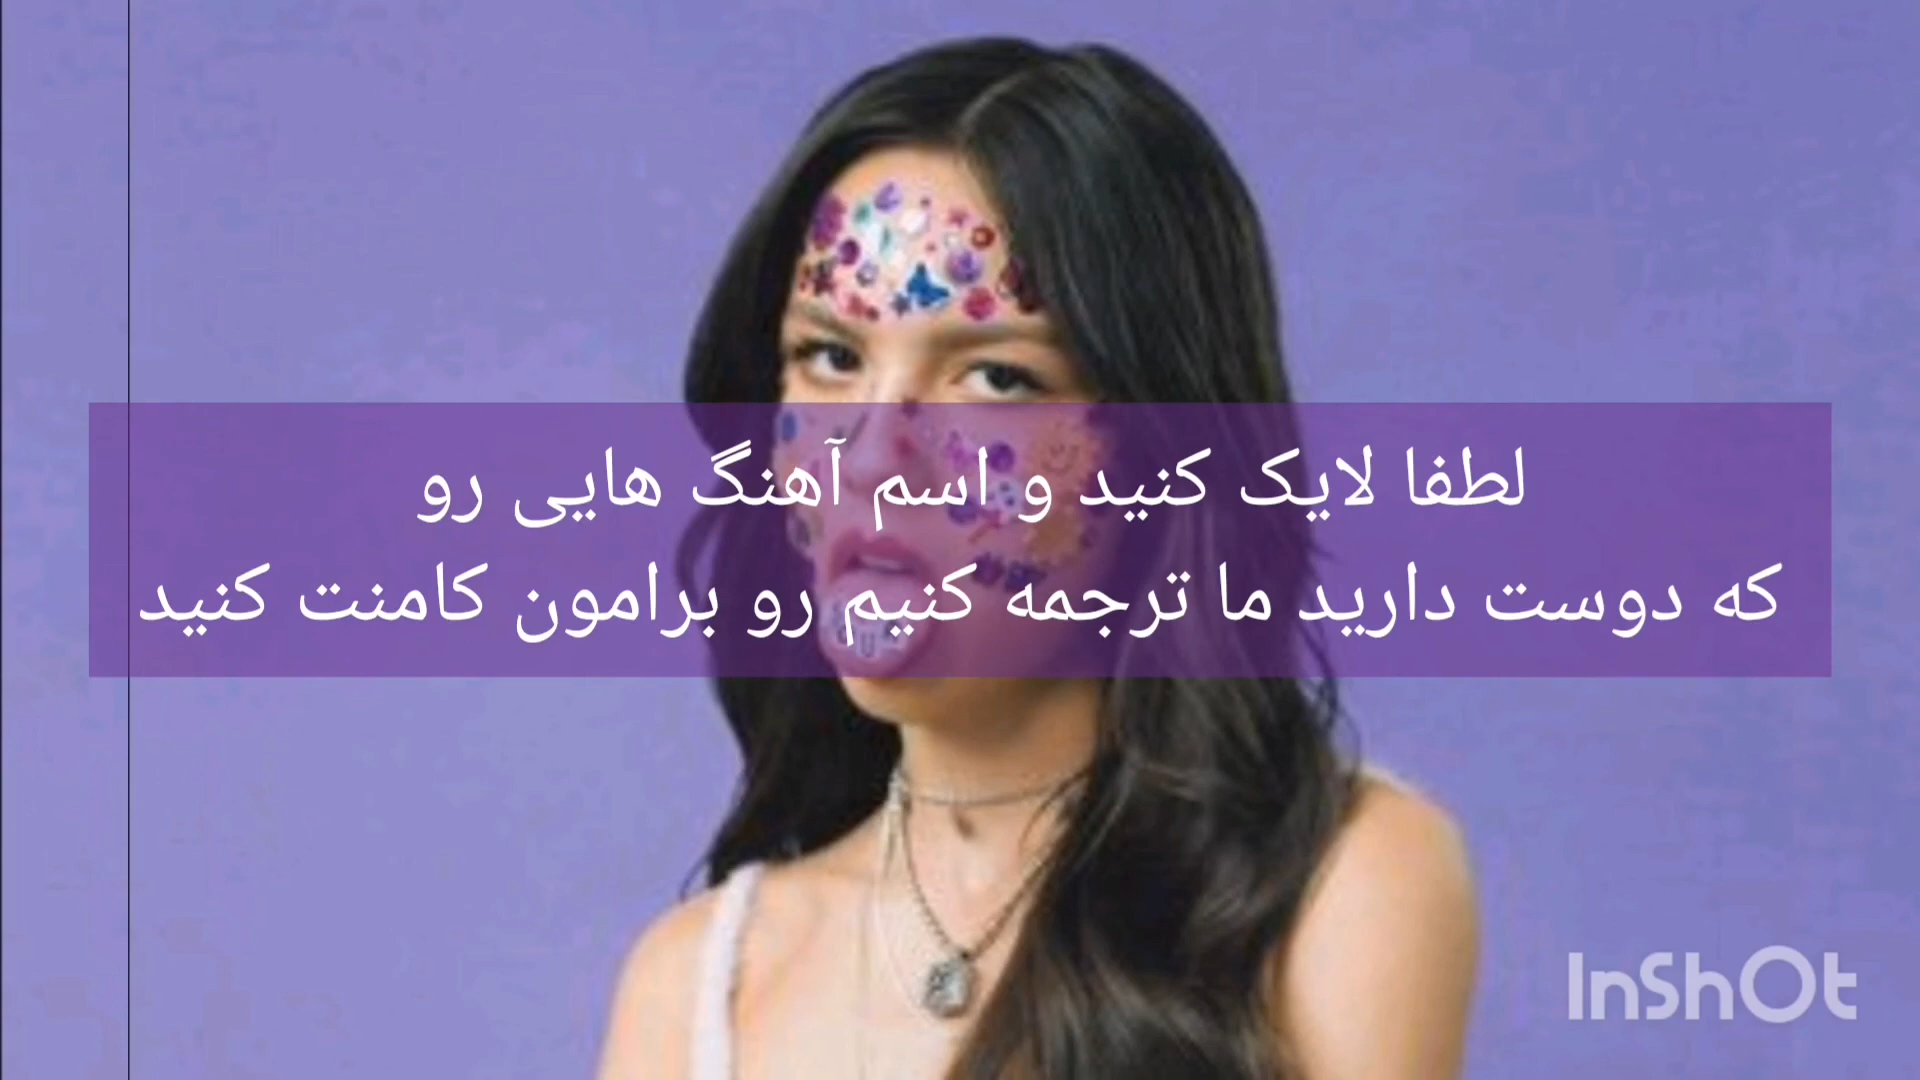 لطفا لایک کنید و اسم آهنگ هایی رو
که دوست دارید ما ترجمه کنیم رو برامون کامنت کنید
InShOt